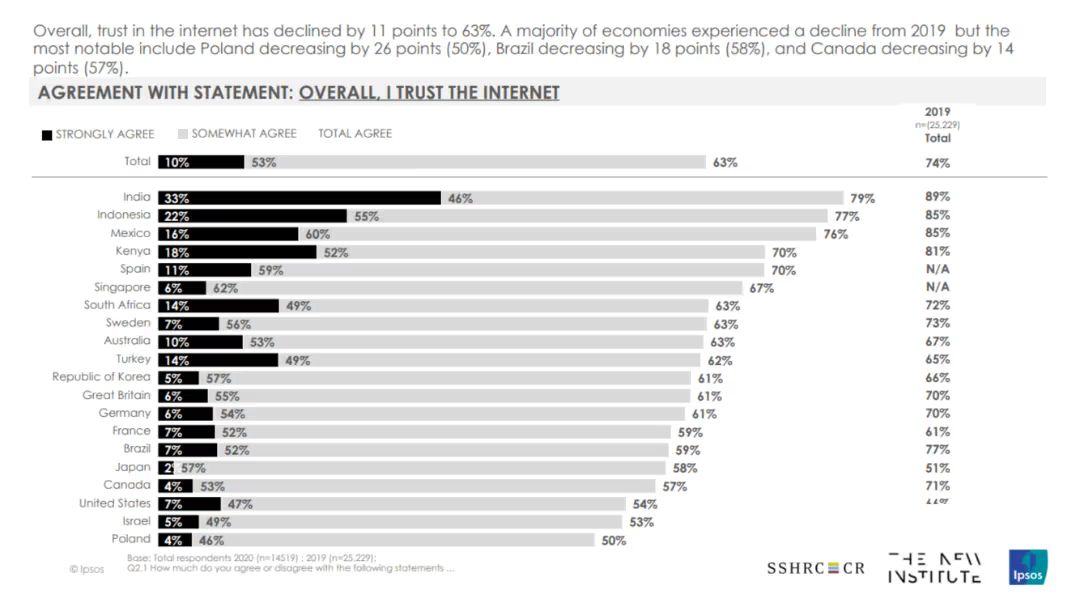 Overall, trust in the internet has declined by 11 points to 63%. A majority of economies experienced a decline from 2019 but the
most notable include Poland decreasing by 26 points (50%), Brazil decreasing by 18 points (58%), and Canada decreasing by 14
points (57%).
AGREEMENT WITH STATEMENT: OVERALL, I TRUST THE INTERNET
2019
n=(25,229)
Total
STRONGLY AGREE SOMEWHAT AGREE TOTAL AGREE
Total 10% 53% 63% 74%
India 33% 46% 79% 89%
Indonesia 22% 55% 77% 85%
Mexico 16% 60% 76% 85%
Kenya 18% 52% 70% 81%
Spain 11% 59% 70% N/A
Singapore 6% 62% 67% N/A
South Africa 14% 49% 63% 72%
Sweden 7% 56% 63% 73%
Australia 10% 53% 63% 67%
Turkey 14% 49% 62% 65%
Republic of Korea 5% 57% 61% 66%
Great Britain 6% 55% 61% 70%
Germany 6% 54% 61% 70%
France 7% 52% 59% 61%
Brazil 7% 52% 59% 77%
Japan 2% 57% 58% 51%
Canada 4% 53% 57% 71%
United States 7% 47% 54%
Israel 5% 49% 53%
Poland 4% 46% 50%
Base: Total respondents 2020 (n=14519) ; 2019 (n=25,229);
Q2.1 How much do you agree or disagree with the following statements ...
© Ipsos
SSHRC CR
THE NEW
INSTITUTE
Ipsos